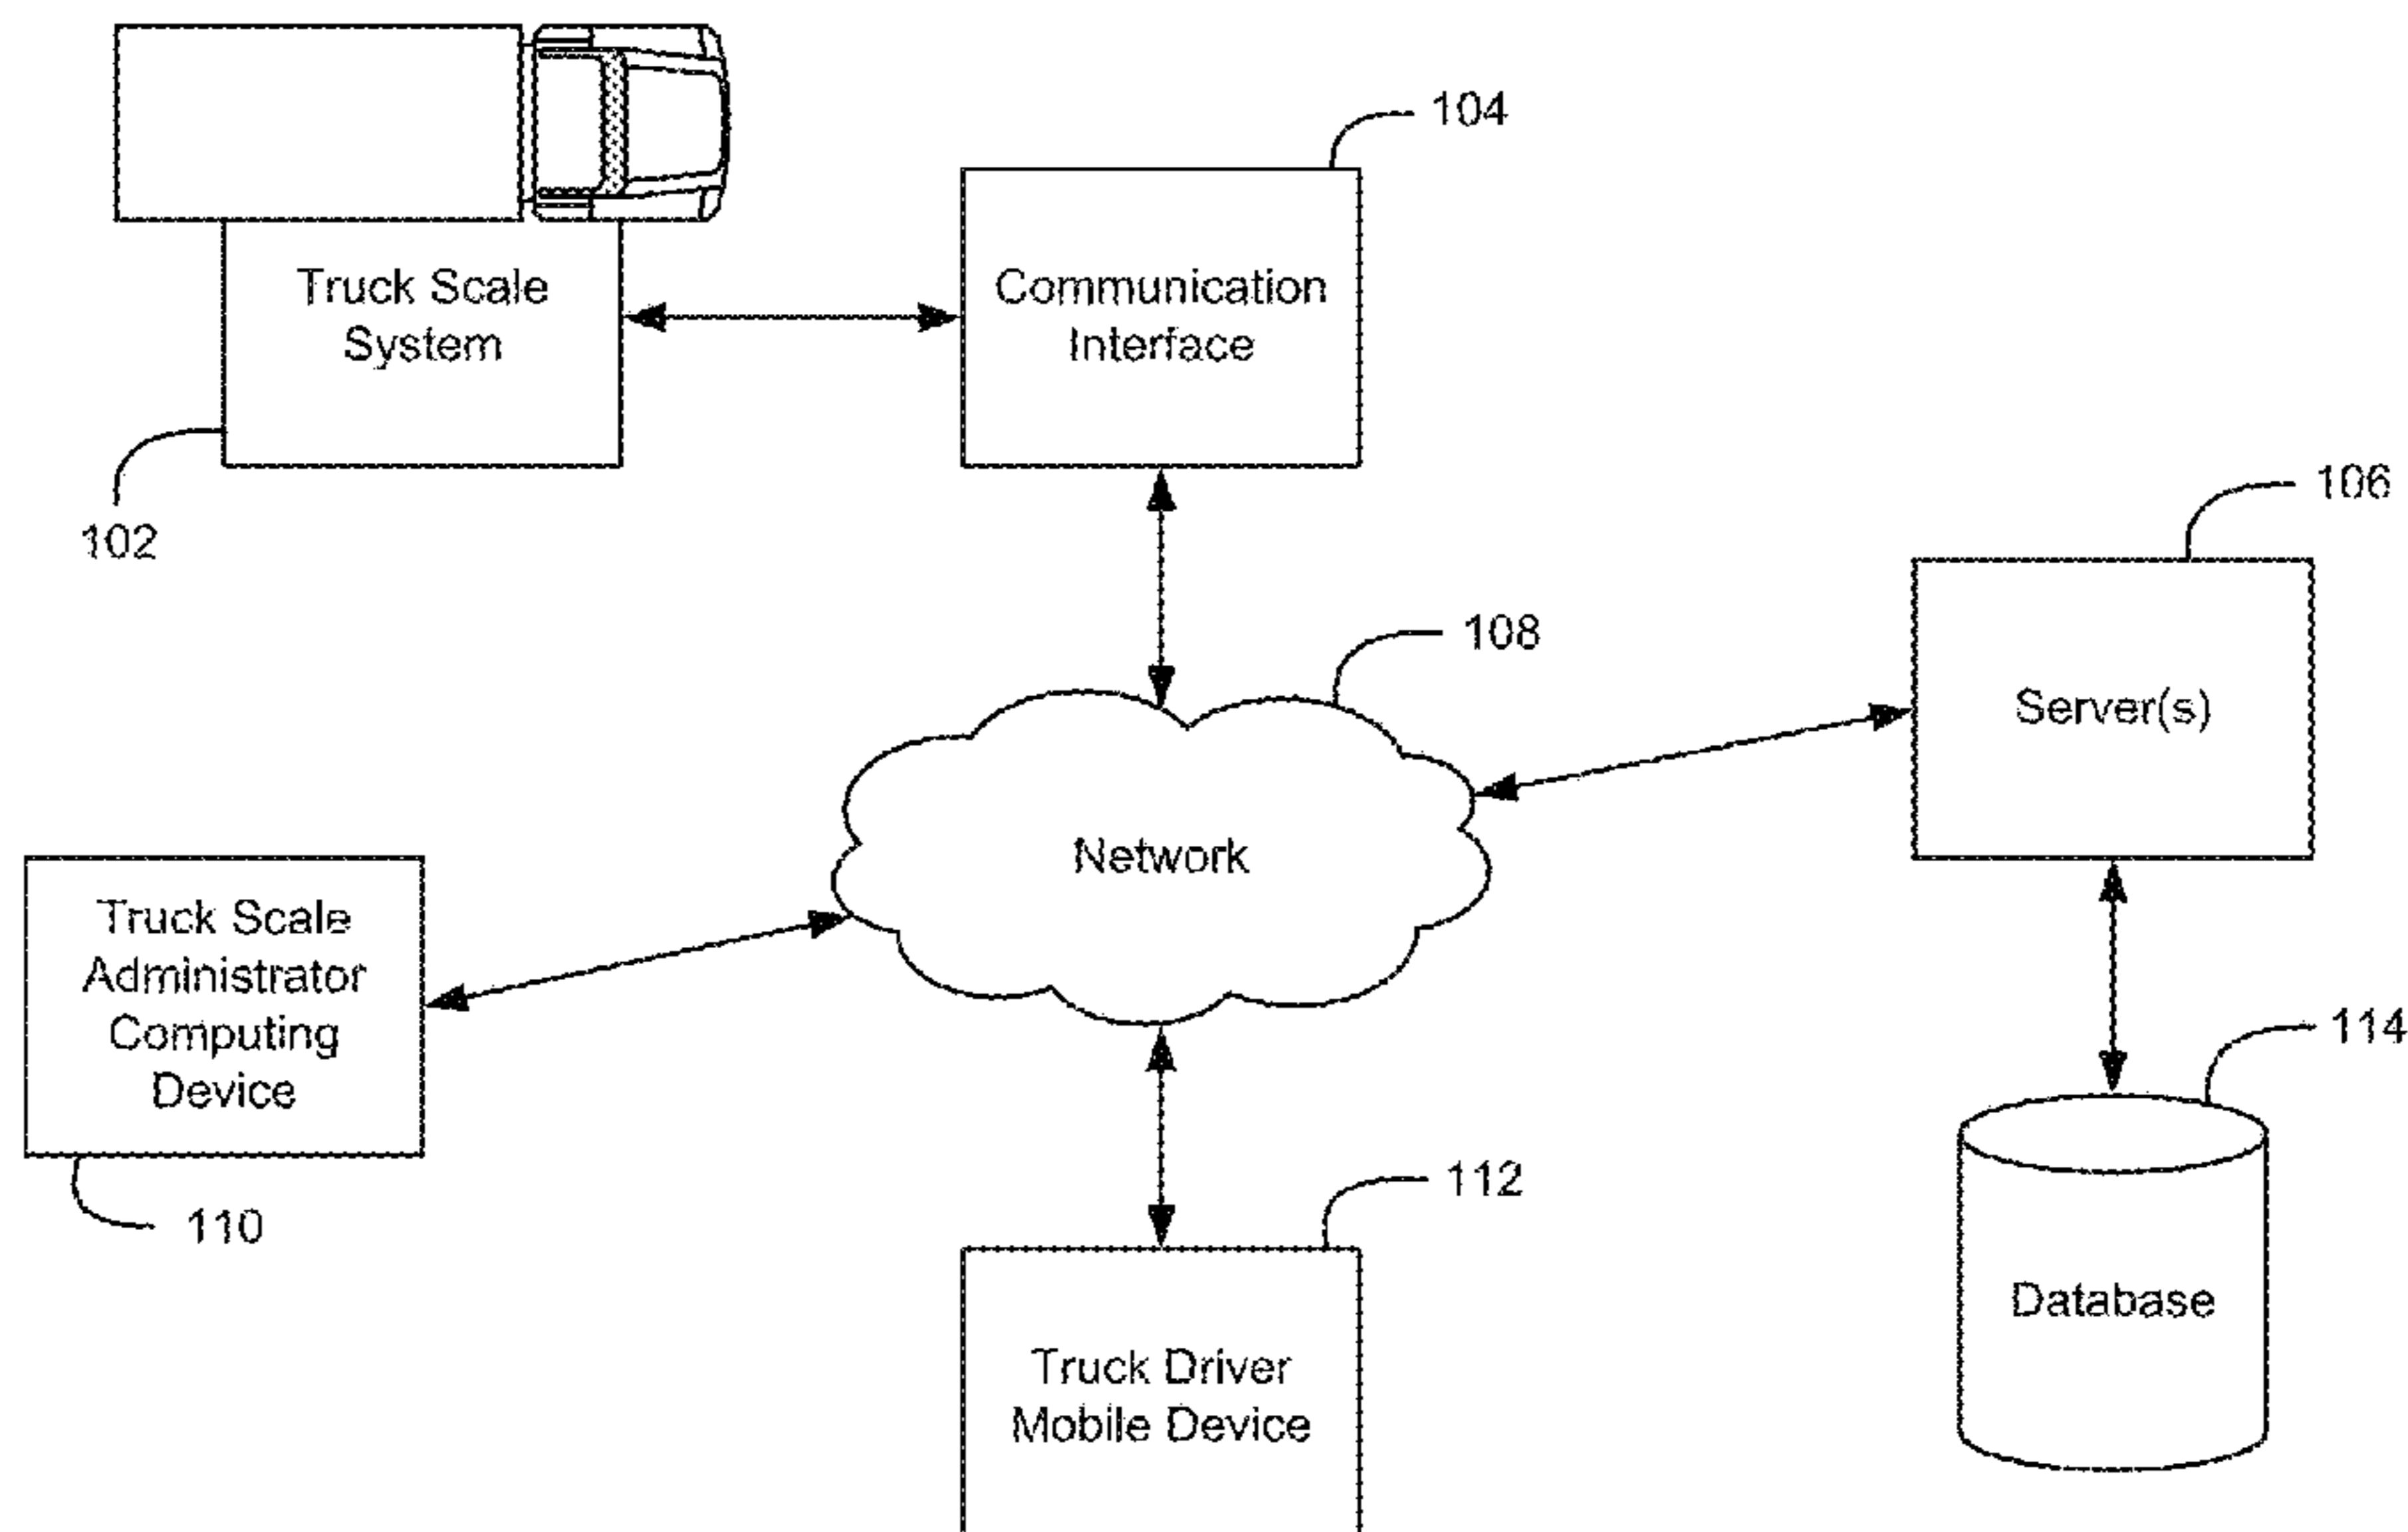 104
Truck Scale
System
Communication
Interface
102
106
108
Server(s)
Network
Truck Scale
Administrator
Computing
Device
114
110
112
Database
Truck Driver
Mobile Device